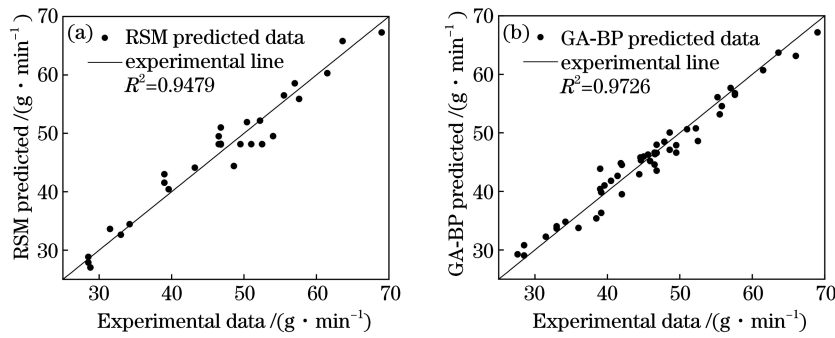 70
(a)
RSM predicted data
experimental line
R²=0.9479
60
50
40
30
RSM predicted /(g · min⁻¹)
30 40 50 60 70
Experimental data /(g · min⁻¹)
70
(b)
GA-BP predicted data
experimental line
R²=0.9726
60
50
40
30
GA-BP predicted /(g · min⁻¹)
30 40 50 60 70
Experimental data /(g · min⁻¹)